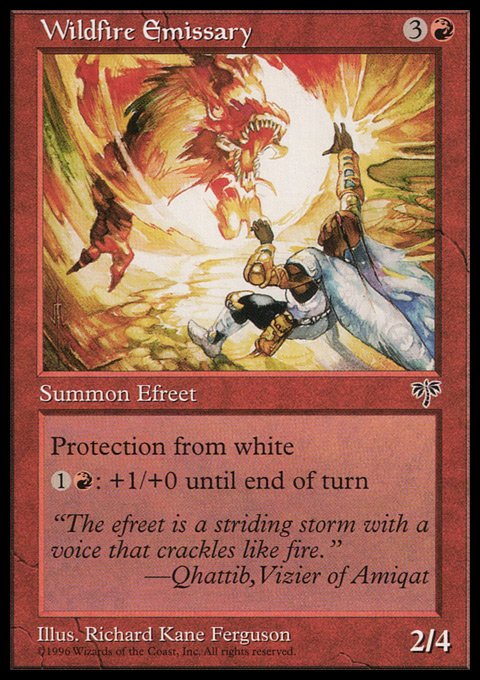 Wildfire Emissary 3
Summon Efreet
Protection from white
1 : +1/+0 until end of turn
“The efreet is a striding storm with a
voice that crackles like fire.”
—Qhattib, Vizier of Amiqat
Illus. Richard Kane Ferguson
©1996 Wizards of the Coast, Inc. All rights reserved.
2/4